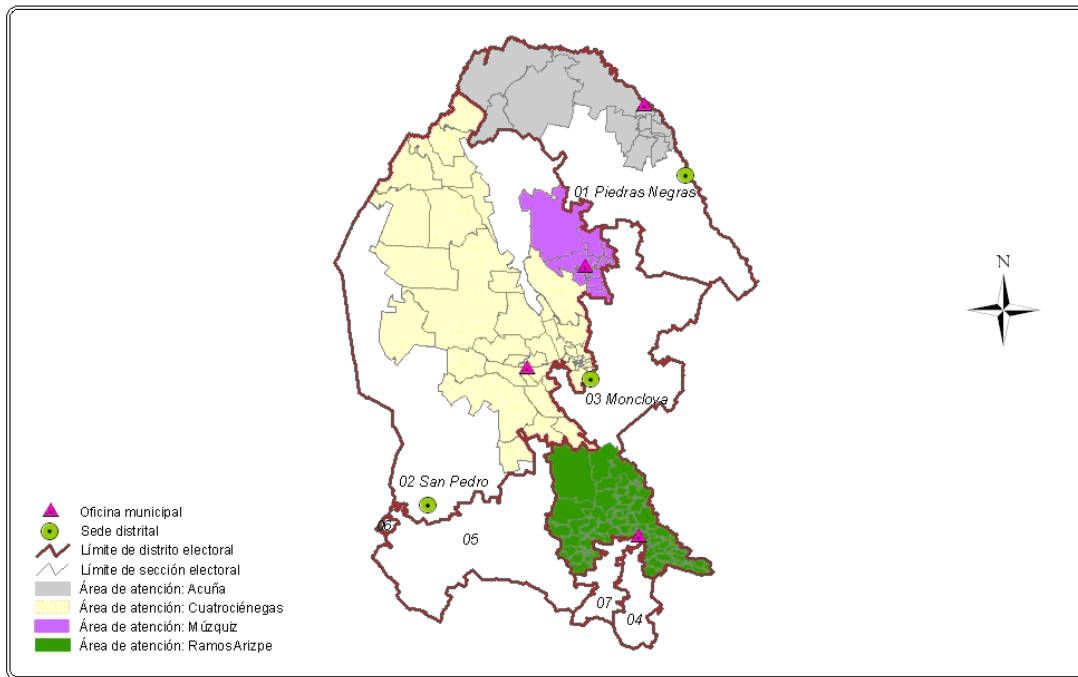 N
01 Piedras Negras
03 Monclova
02 San Pedro
06
05
07
04
Oficina municipal
Sede distrital
Límite de distrito electoral
Límite de sección electoral
Área de atención: Acuña
Área de atención: Cuatrociénegas
Área de atención: Múzquiz
Área de atención: Ramos Arizpe